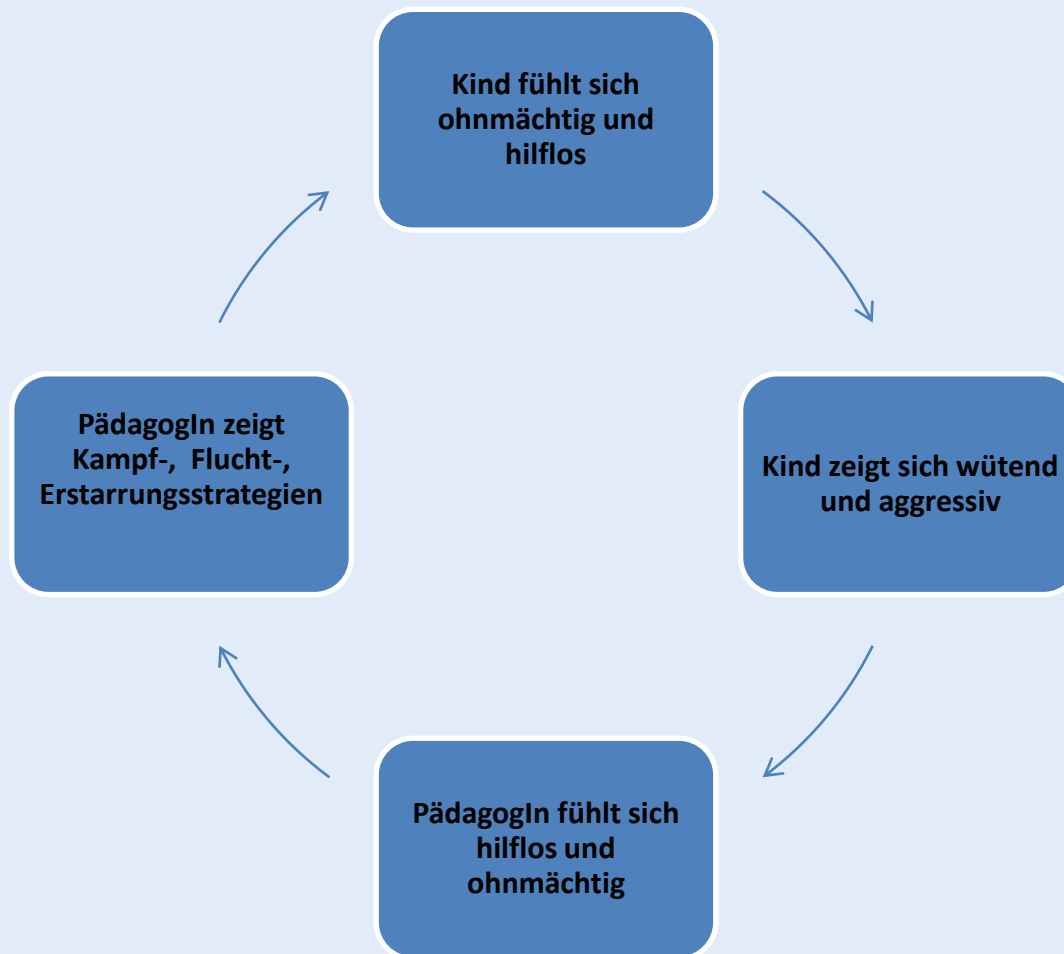 Kind fühlt sich
ohnmächtig und
hilflos
Kind zeigt sich wütend
und aggressiv
PädagogIn fühlt sich
hilflos und
ohnmächtig
PädagogIn zeigt
Kampf-, Flucht-,
Erstarrungsstrategien